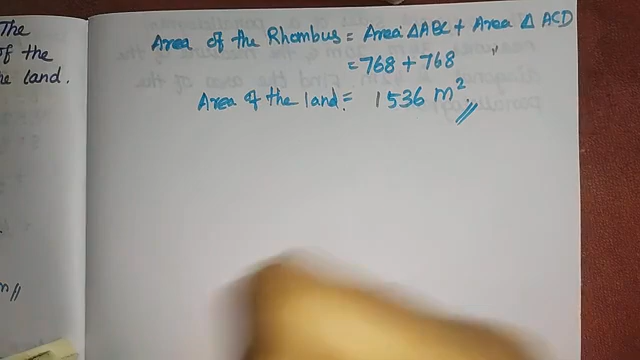 The
of the
the land.
m //
Area of the Rhombus = Area ΔABC + Area Δ ACD
= 768 + 768
Area of the land = 1536 m² //